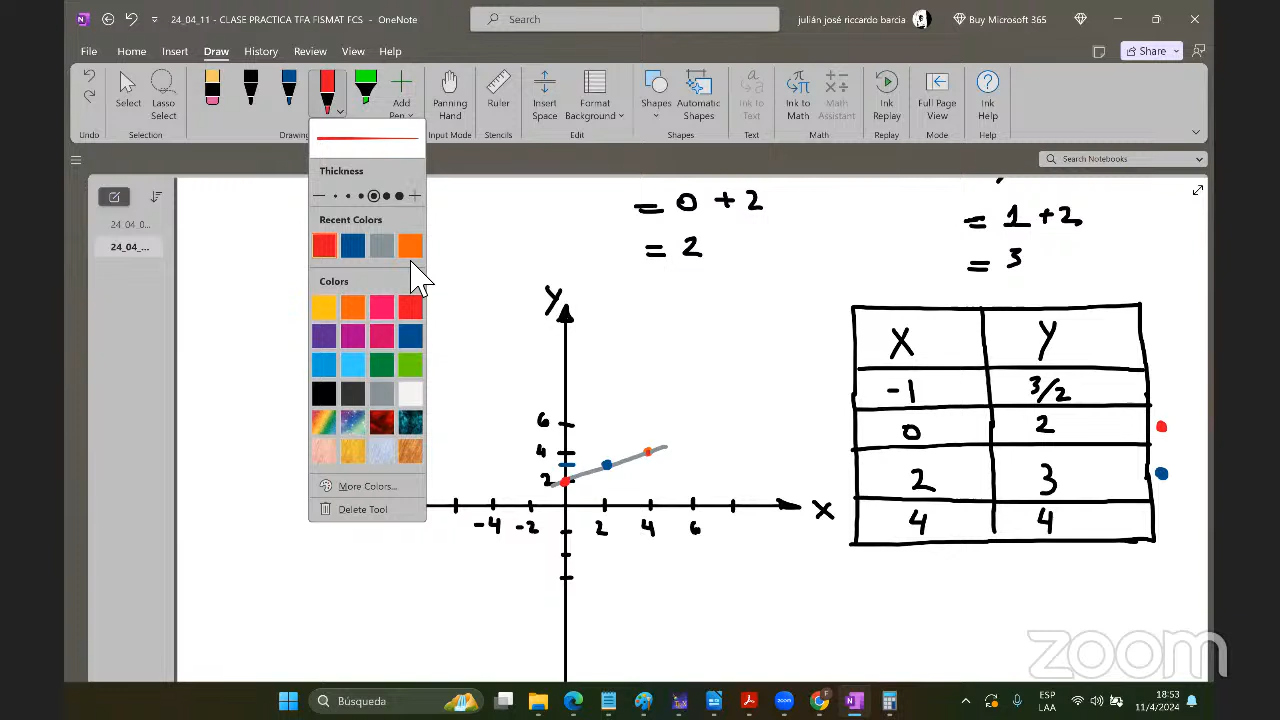 24_04_11 - CLASE PRACTICA TFA FISMAT FCS - OneNote
Search
julián josé riccardo barcia
Buy Microsoft 365
File Home Insert Draw History Review View Help
Share
Select
Lasso Select
Add Pen
Panning Hand
Ruler
Insert Space
Format Background
Shapes
Automatic Shapes
Ink to Text
Ink to Math
Math Assistant
Ink Replay
Full Page View
Ink Help
Undo
Selection
Drawin
Input Mode
Stencils
Edit
Shapes
Text
Math
Replay
Mode
Help
Search Notebooks
Thickness
Recent Colors
Colors
More Colors...
Delete Tool
24_04_0...
24_04_...
= 0 + 2
= 2
= 1 + 2
= 3
Y
6
4
2
-4 -2 2 4 6
X
X Y
-1 3/2
0 2
2 3
4 4
zoom
Búsqueda
ESP
LAA
18:53
11/4/2024